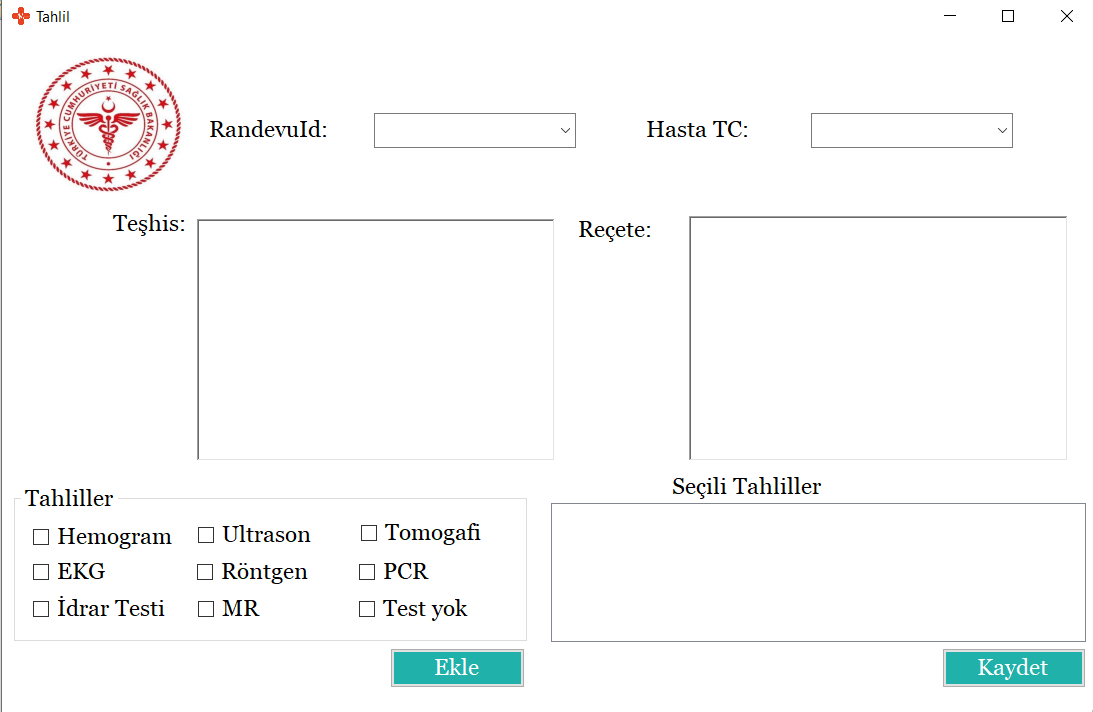 Tahlil
TÜRKİYE CUMHURİYETİ SAĞLIK BAKANLIĞI
RandevuId:
Hasta TC:
Teşhis:
Reçete:
Seçili Tahliller
Tahliller
Hemogram
Ultrason
Tomogafi
EKG
Röntgen
PCR
İdrar Testi
MR
Test yok
Ekle
Kaydet